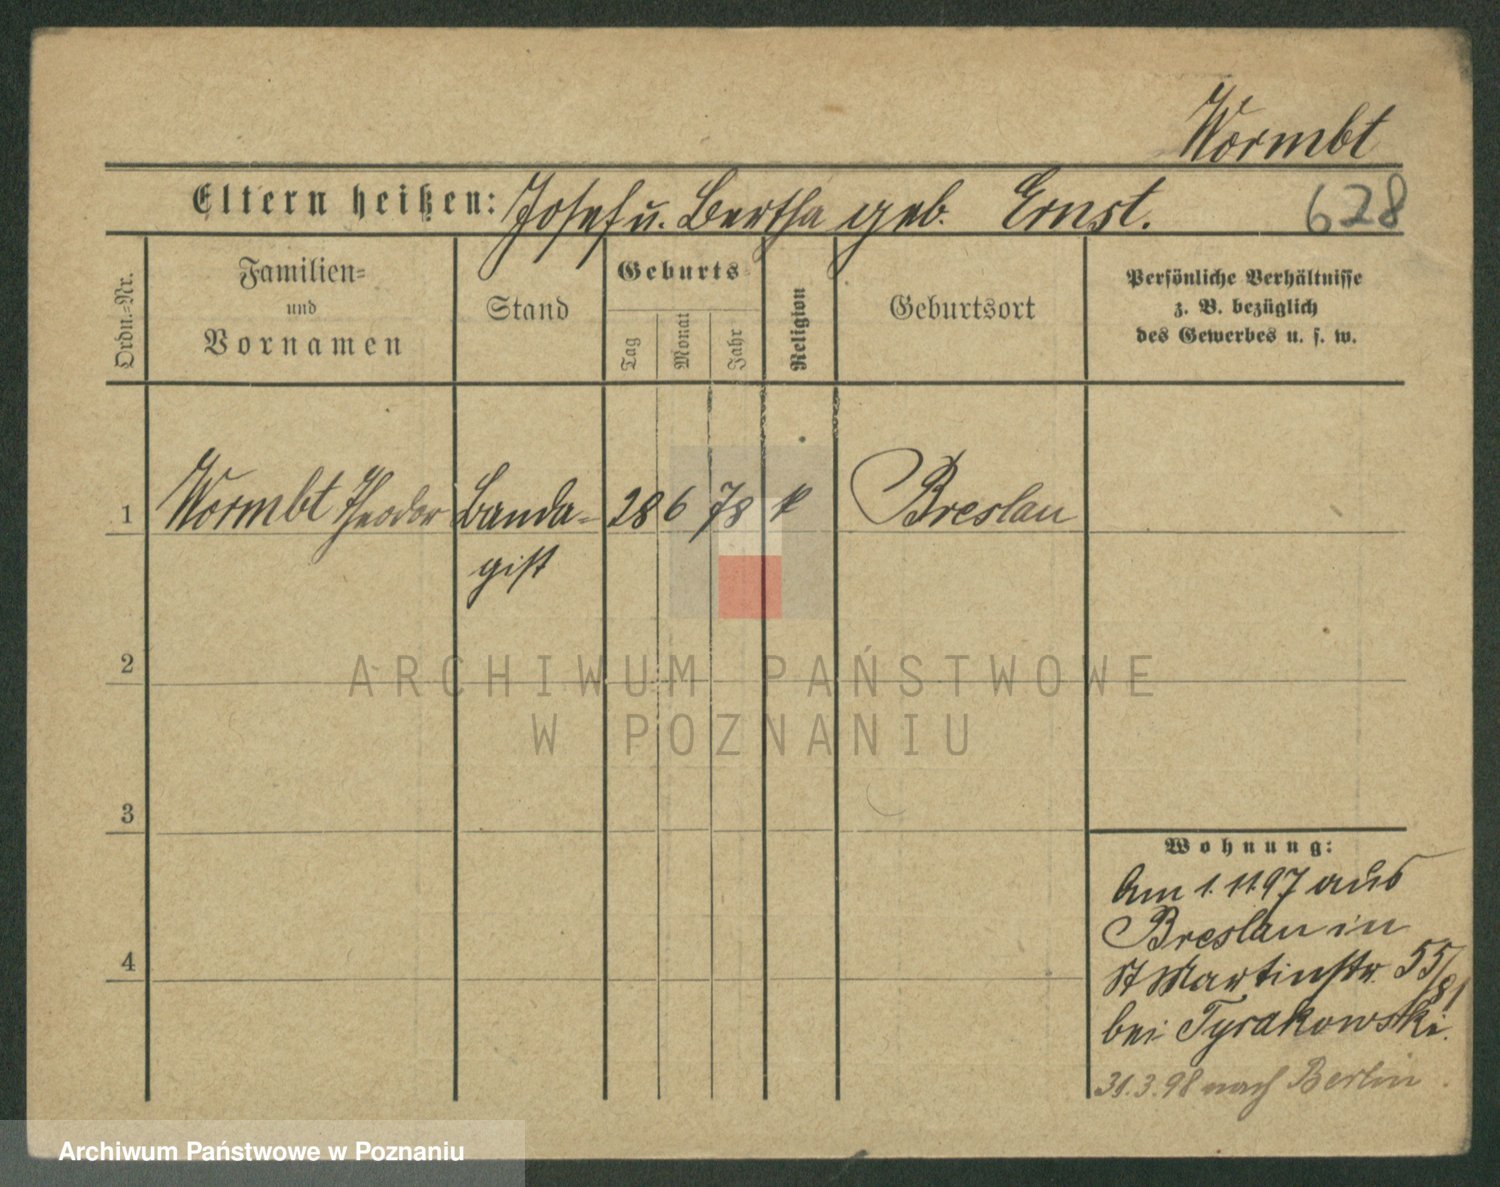 Wormbt
Eltern heißen: Josef u. Bertha geb. Ernst.
628
Ordn.=Nr.
Familien=
und
Vornamen
Stand
Geburts
Tag
Monat
Jahr
Religion
Geburtsort
Persönliche Verhältnisse
z. B. bezüglich
des Gewerbes u. s. w.
1 Wormbt Theodor Banda= 28 6 78 k Breslau
gist
2
ARCHIWUM PAŃSTWOWE
W POZNANIU
3
Wohnung:
Am 1.11.97 aus
Breslau in
4
St Martinstr. 55/81
bei Tyrakowski.
31.3.98 nach Berlin.
Archiwum Państwowe w Poznaniu